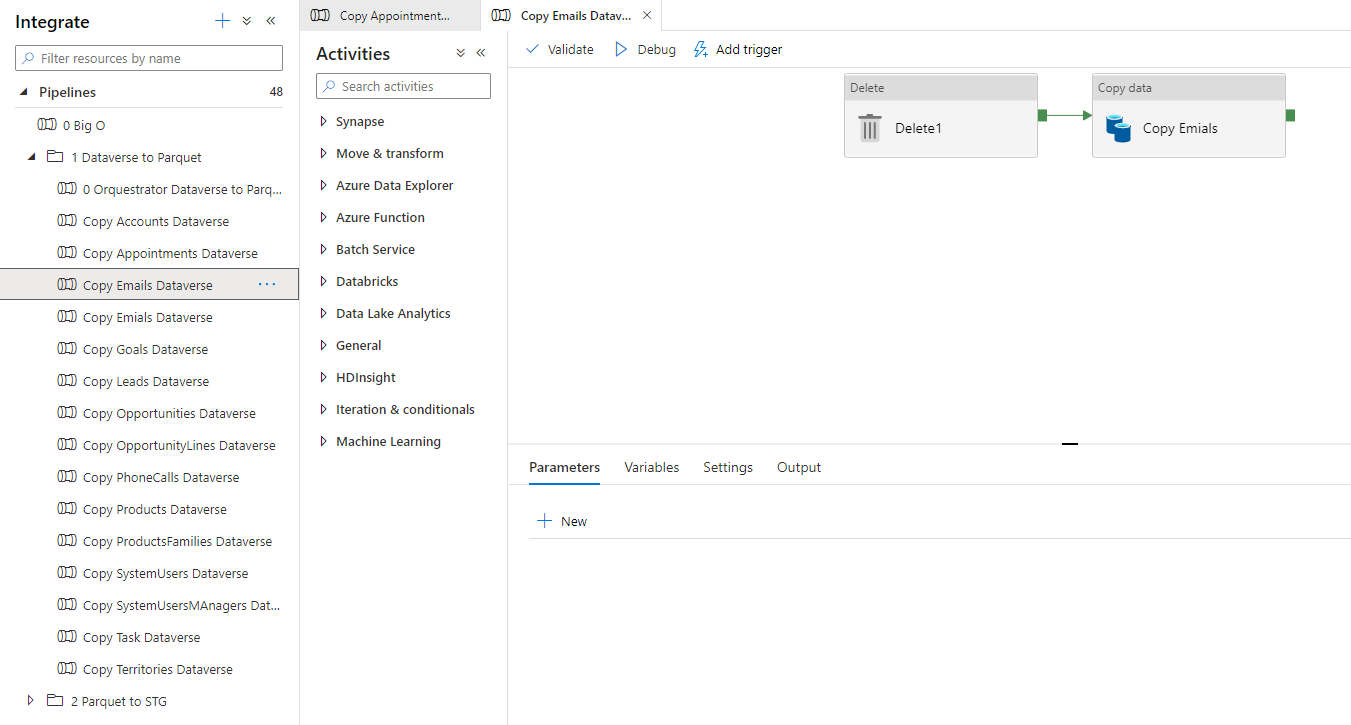 Integrate
Filter resources by name
Pipelines 48
0 Big O
1 Dataverse to Parquet
0 Orquestrator Dataverse to Parq...
Copy Accounts Dataverse
Copy Appointments Dataverse
Copy Emails Dataverse ...
Copy Emials Dataverse
Copy Goals Dataverse
Copy Leads Dataverse
Copy Opportunities Dataverse
Copy OpportunityLines Dataverse
Copy PhoneCalls Dataverse
Copy Products Dataverse
Copy ProductsFamilies Dataverse
Copy SystemUsers Dataverse
Copy SystemUsersMAnagers Dat...
Copy Task Dataverse
Copy Territories Dataverse
2 Parquet to STG
Copy Appointment...
Copy Emails Datav...
Activities
Search activities
Synapse
Move & transform
Azure Data Explorer
Azure Function
Batch Service
Databricks
Data Lake Analytics
General
HDInsight
Iteration & conditionals
Machine Learning
Validate Debug Add trigger
Delete
Delete1
Copy data
Copy Emials
Parameters Variables Settings Output
New